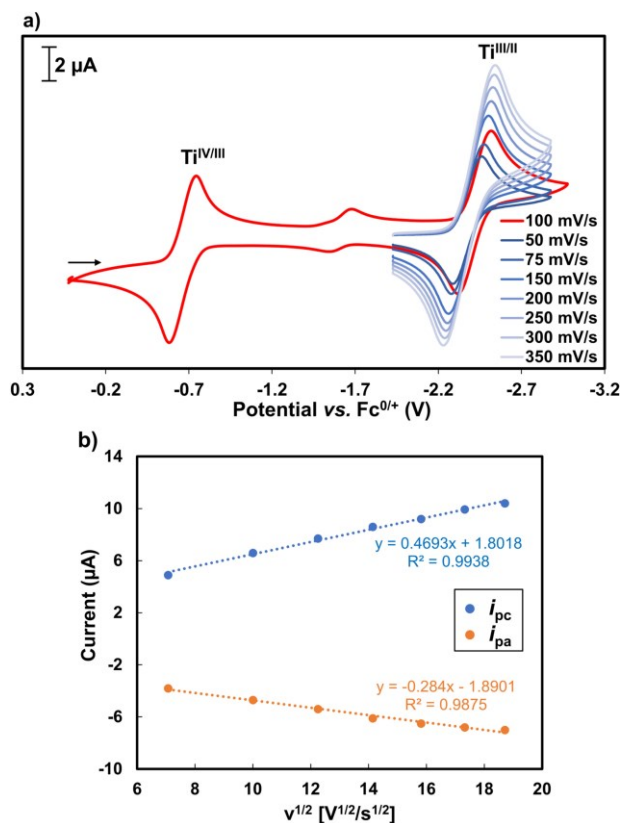 a)
2 µA
Ti^III/II
Ti^IV/III
100 mV/s
50 mV/s
75 mV/s
150 mV/s
200 mV/s
250 mV/s
300 mV/s
350 mV/s
0.3 -0.2 -0.7 -1.2 -1.7 -2.2 -2.7 -3.2
Potential vs. Fc^0/+ (V)
b)
14
10
6
2
-2
-6
-10
Current (µA)
y = 0.4693x + 1.8018
R² = 0.9938
i_pc
i_pa
y = -0.284x - 1.8901
R² = 0.9875
6 8 10 12 14 16 18 20
v^1/2 [V^1/2/s^1/2]